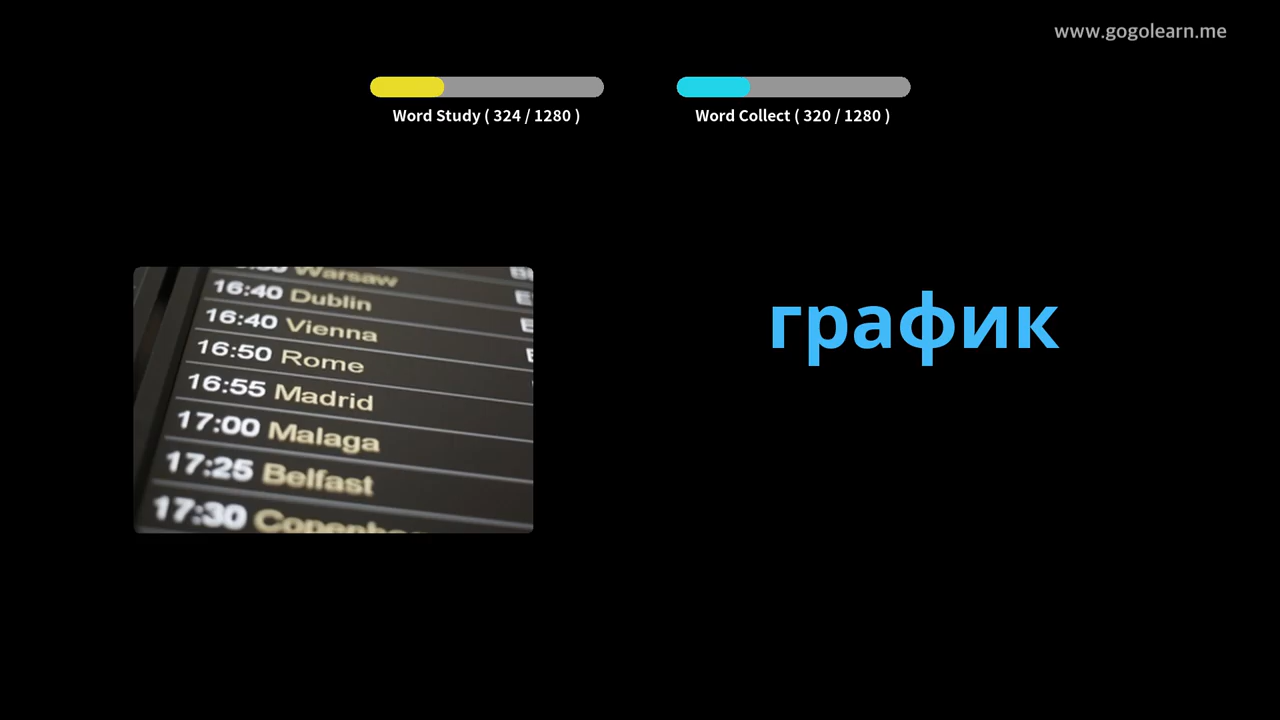 www.gogolearn.me
Word Study ( 324 / 1280 )
Word Collect ( 320 / 1280 )
Warsaw
16:40 Dublin
16:40 Vienna
16:50 Rome
16:55 Madrid
17:00 Malaga
17:25 Belfast
17:30
график